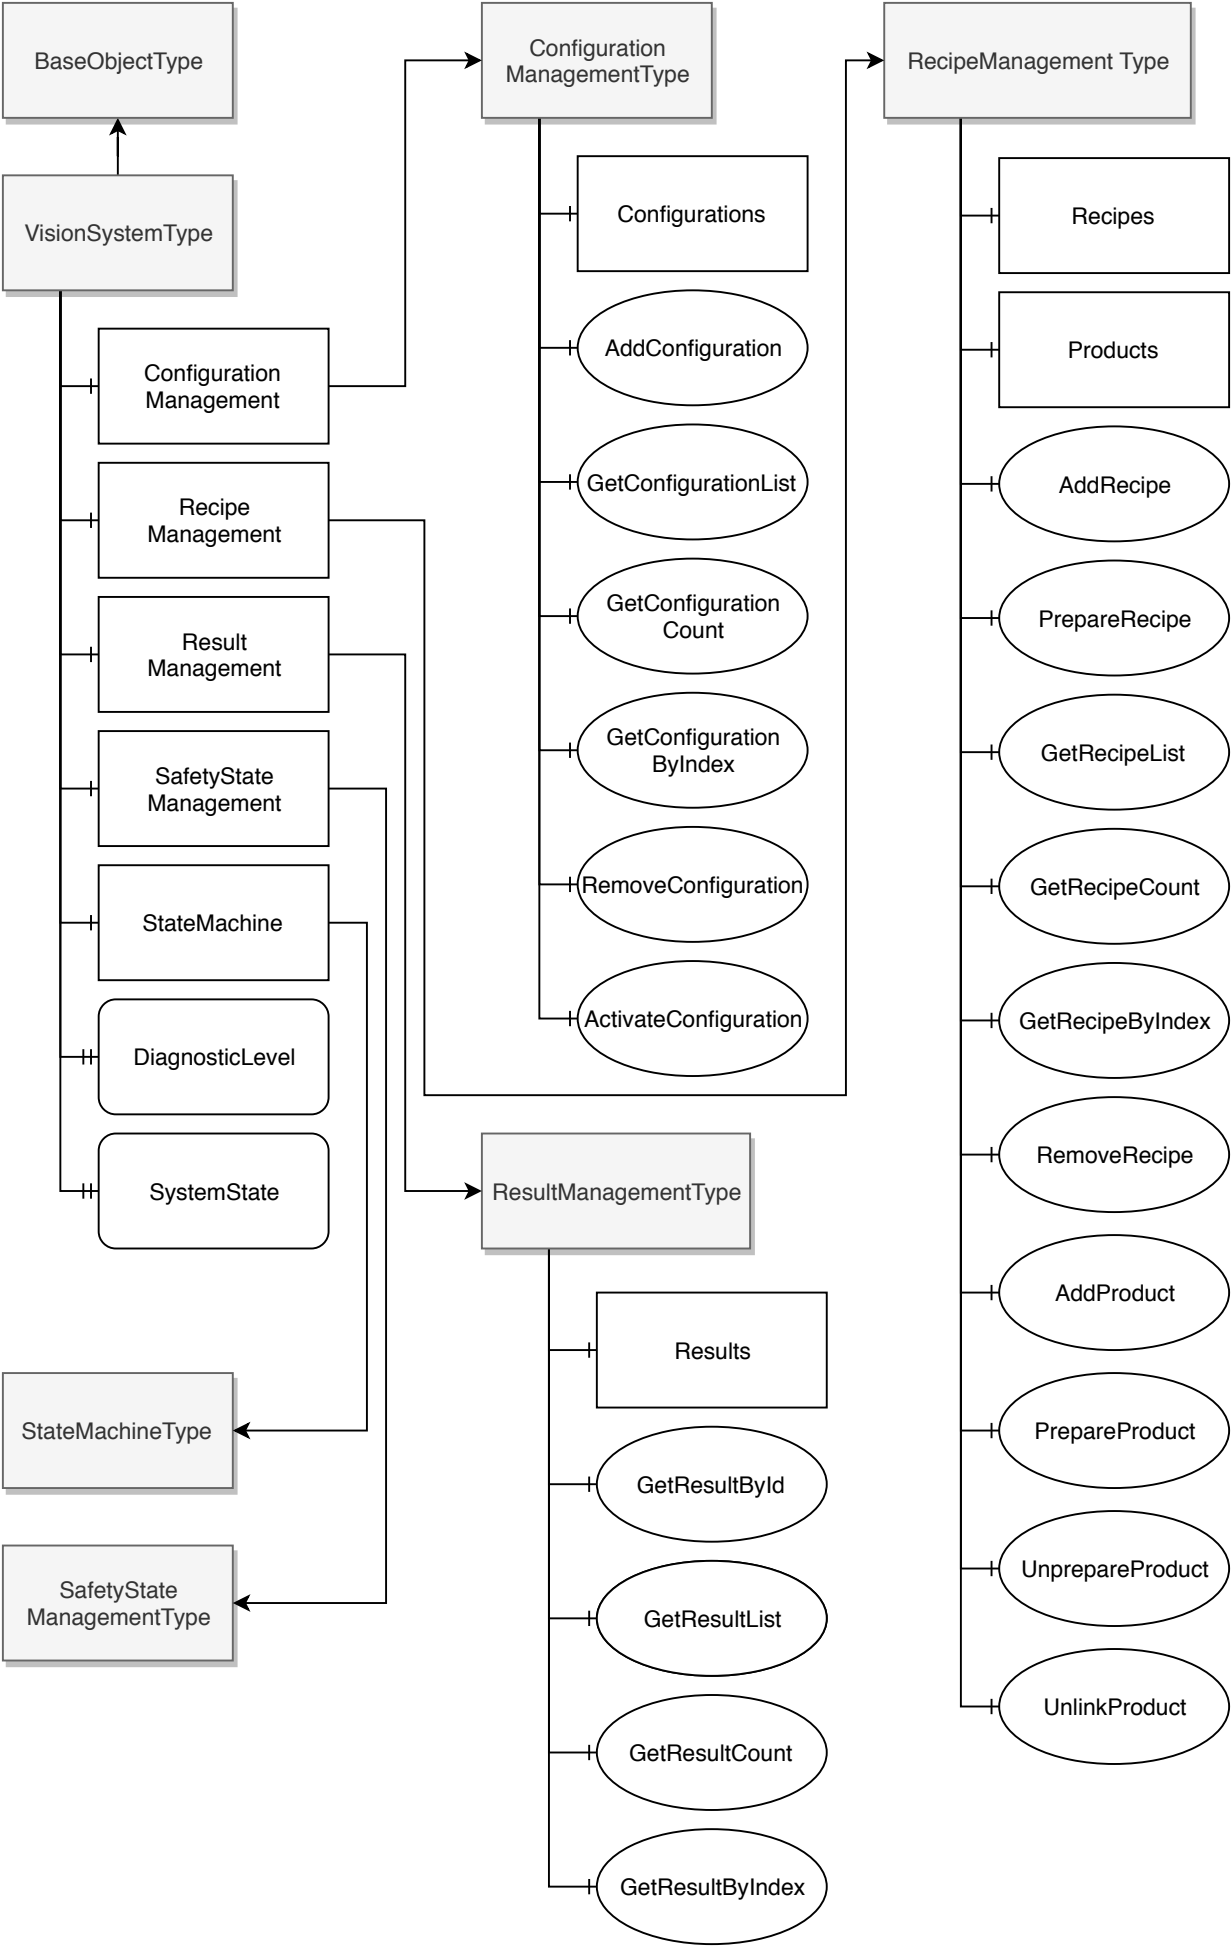 BaseObjectType
VisionSystemType
Configuration
Management
Recipe
Management
Result
Management
SafetyState
Management
StateMachine
DiagnosticLevel
SystemState
StateMachineType
SafetyState
ManagementType
Configuration
ManagementType
Configurations
AddConfiguration
GetConfigurationList
GetConfiguration
Count
GetConfiguration
ByIndex
RemoveConfiguration
ActivateConfiguration
ResultManagementType
Results
GetResultById
GetResultList
GetResultCount
GetResultByIndex
RecipeManagement Type
Recipes
Products
AddRecipe
PrepareRecipe
GetRecipeList
GetRecipeCount
GetRecipeByIndex
RemoveRecipe
AddProduct
PrepareProduct
UnprepareProduct
UnlinkProduct